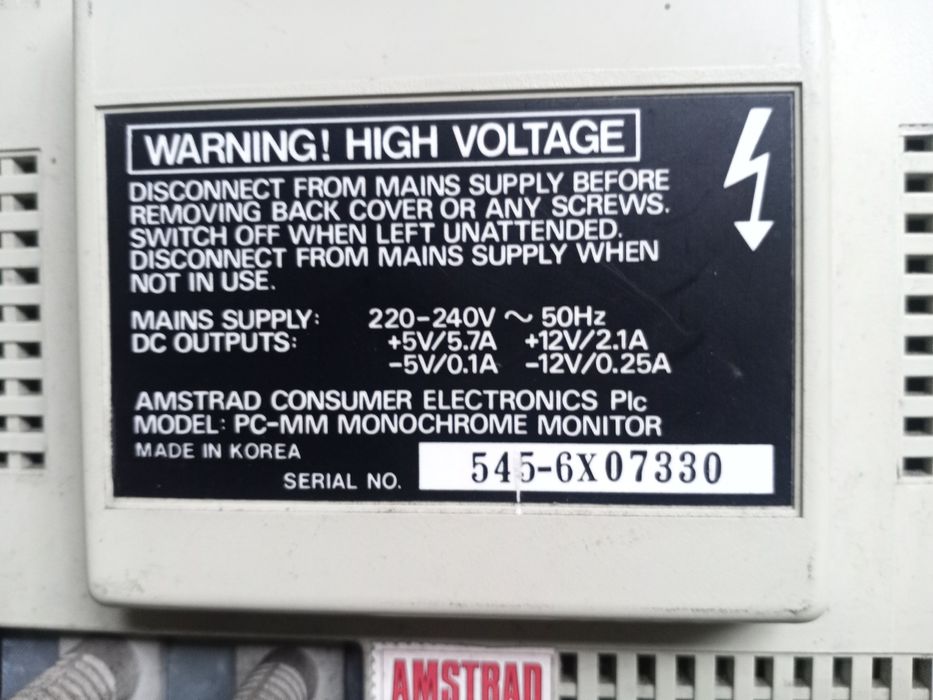 WARNING! HIGH VOLTAGE
DISCONNECT FROM MAINS SUPPLY BEFORE
REMOVING BACK COVER OR ANY SCREWS.
SWITCH OFF WHEN LEFT UNATTENDED.
DISCONNECT FROM MAINS SUPPLY WHEN
NOT IN USE.
MAINS SUPPLY: 220-240V ~ 50Hz
DC OUTPUTS: +5V/5.7A +12V/2.1A
-5V/0.1A -12V/0.25A
AMSTRAD CONSUMER ELECTRONICS Plc
MODEL: PC-MM MONOCHROME MONITOR
MADE IN KOREA
SERIAL NO. 545-6X07330
AMSTRAD